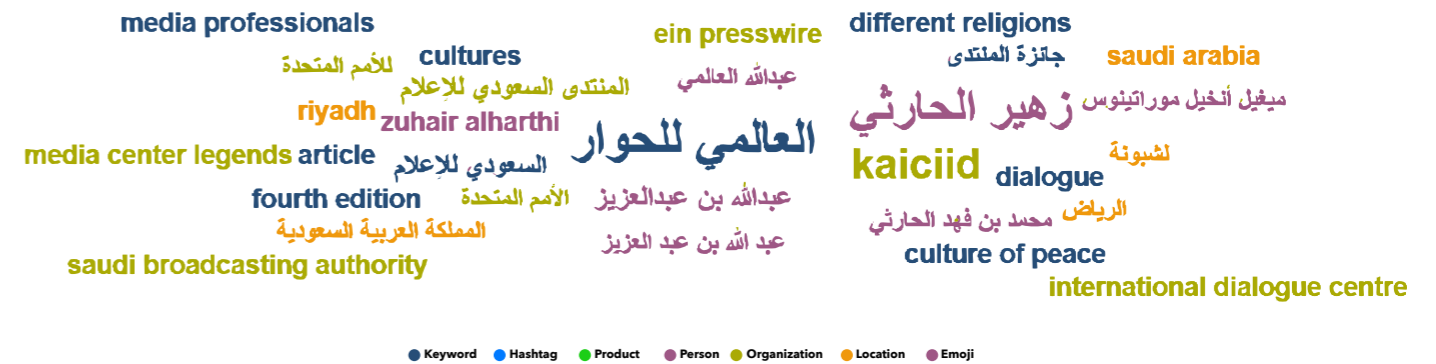 media professionals
different religions
ein presswire
cultures
جائزة الملتدى
saudi arabia
للأمم المتحدة
عبدالله العالمي
المنتدى السعودي للإعلام
ميغيل أنخيل موراتينوس
زهير الحارثي
riyadh
zuhair alharthi
العالمي للحوار
media center legends
article
السعودي للإعلام
kaiciid
لشبونة
dialogue
fourth edition
الأمم المتحدة
عبدالله بن عبدالعزيز
محمد بن فهد الحارثي
الرياض
المملكة العربية السعودية
عبد الله بن عبد العزيز
culture of peace
saudi broadcasting authority
international dialogue centre
Keyword
Hashtag
Product
Person
Organization
Location
Emoji